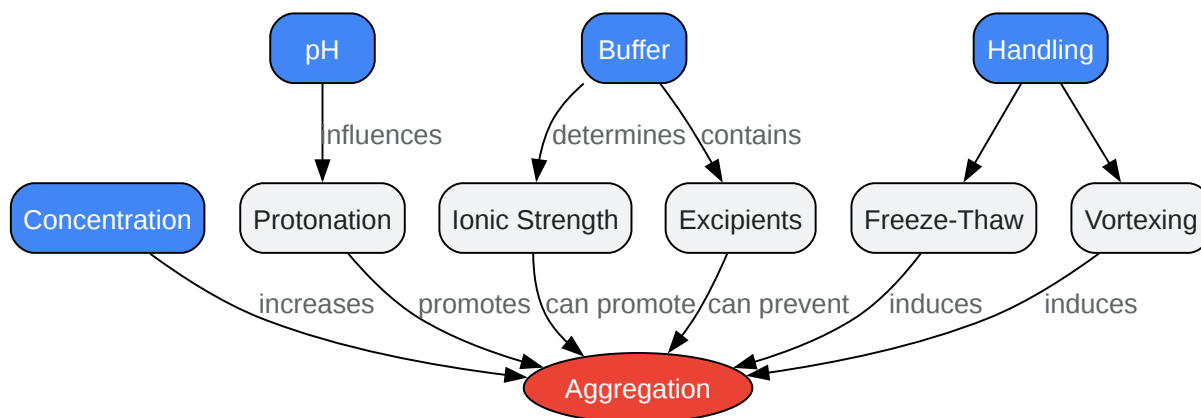 pH
Buffer
Handling
influences
determines
contains
Concentration
Protonation
Ionic Strength
Excipients
Freeze-Thaw
Vortexing
increases
promotes
can promote
can prevent
induces
induces
Aggregation